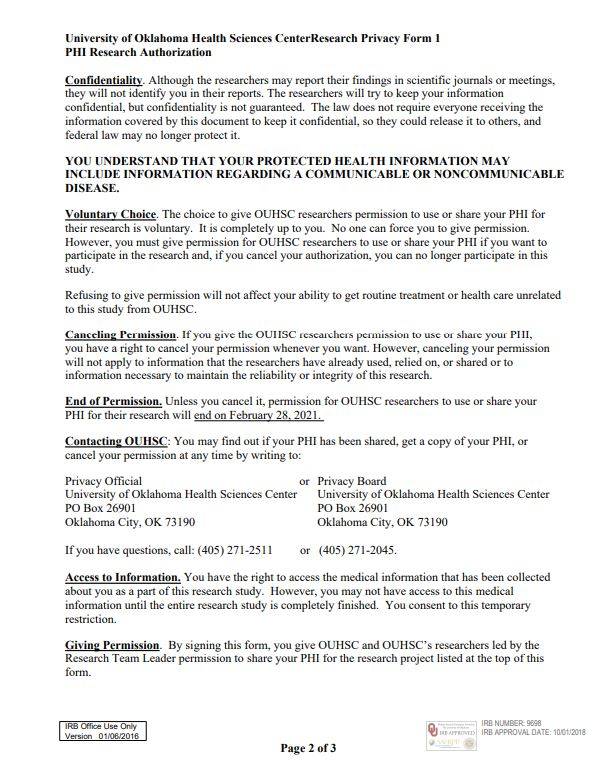 University of Oklahoma Health Sciences CenterResearch Privacy Form 1
PHI Research Authorization
Confidentiality. Although the researchers may report their findings in scientific journals or meetings,
they will not identify you in their reports. The researchers will try to keep your information
confidential, but confidentiality is not guaranteed. The law does not require everyone receiving the
information covered by this document to keep it confidential, so they could release it to others, and
federal law may no longer protect it.
YOU UNDERSTAND THAT YOUR PROTECTED HEALTH INFORMATION MAY
INCLUDE INFORMATION REGARDING A COMMUNICABLE OR NONCOMMUNICABLE
DISEASE.
Voluntary Choice. The choice to give OUHSC researchers permission to use or share your PHI for
their research is voluntary. It is completely up to you. No one can force you to give permission.
However, you must give permission for OUHSC researchers to use or share your PHI if you want to
participate in the research and, if you cancel your authorization, you can no longer participate in this
study.
Refusing to give permission will not affect your ability to get routine treatment or health care unrelated
to this study from OUHSC.
Canceling Permission. If you give the OUHSC researchers permission to use or share your PHI,
you have a right to cancel your permission whenever you want. However, canceling your permission
will not apply to information that the researchers have already used, relied on, or shared or to
information necessary to maintain the reliability or integrity of this research.
End of Permission. Unless you cancel it, permission for OUHSC researchers to use or share your
PHI for their research will end on February 28, 2021.
Contacting OUHSC: You may find out if your PHI has been shared, get a copy of your PHI, or
cancel your permission at any time by writing to:
Privacy Official or Privacy Board
University of Oklahoma Health Sciences Center University of Oklahoma Health Sciences Center
PO Box 26901 PO Box 26901
Oklahoma City, OK 73190 Oklahoma City, OK 73190
If you have questions, call: (405) 271-2511 or (405) 271-2045.
Access to Information. You have the right to access the medical information that has been collected
about you as a part of this research study. However, you may not have access to this medical
information until the entire research study is completely finished. You consent to this temporary
restriction.
Giving Permission. By signing this form, you give OUHSC and OUHSC's researchers led by the
Research Team Leader permission to share your PHI for the research project listed at the top of this
form.
IRB Office Use Only
Version 01/06/2016
IRB APPROVED
IRB NUMBER: 9698
IRB APPROVAL DATE: 10/01/2018
Page 2 of 3